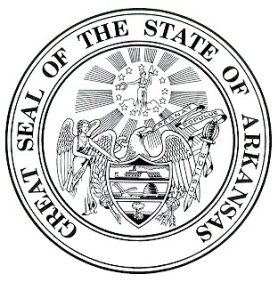 GREAT SEAL OF THE STATE OF ARKANSAS